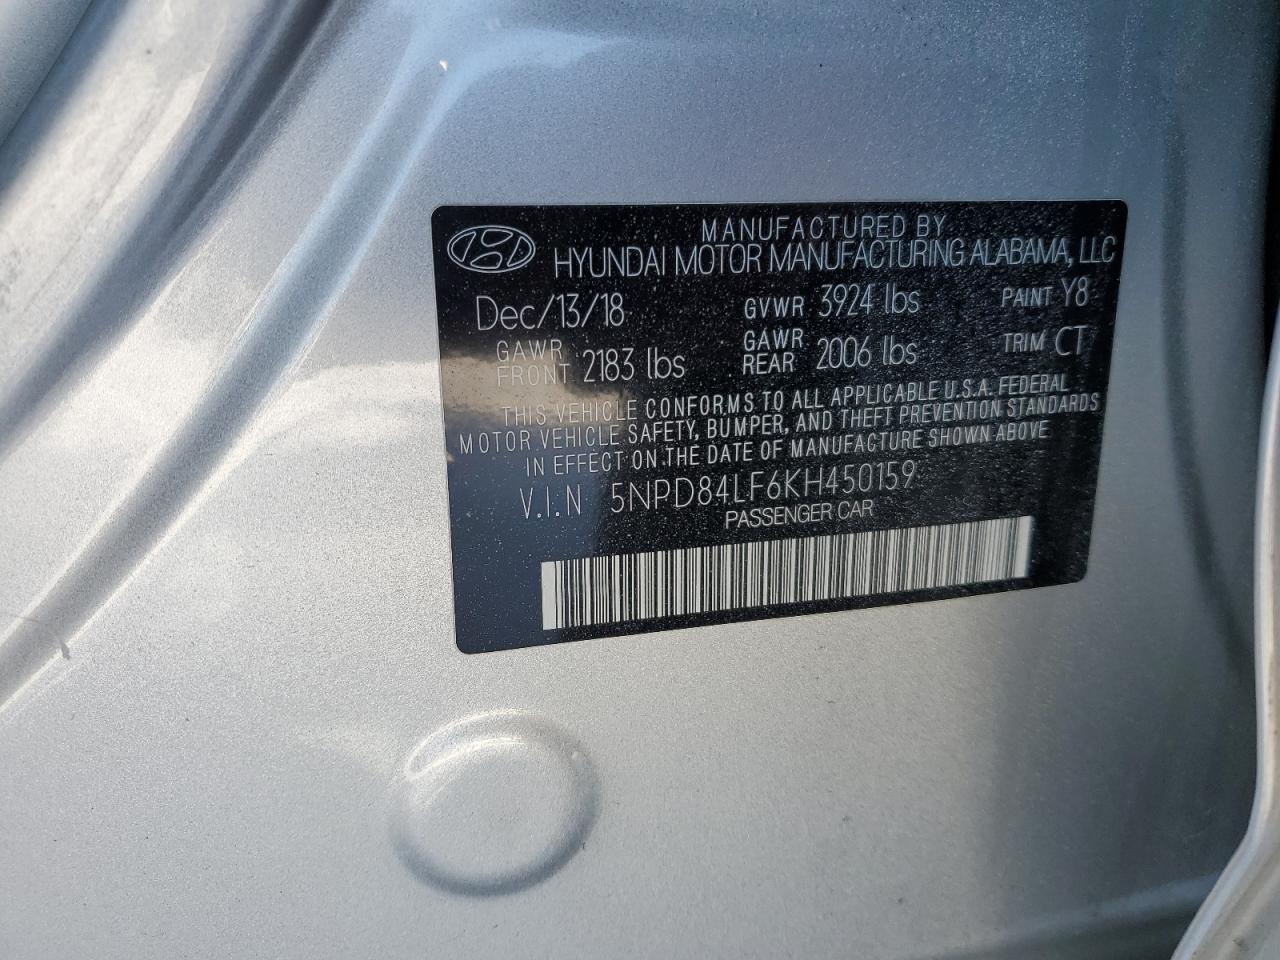 MANUFACTURED BY
HYUNDAI MOTOR MANUFACTURING ALABAMA, LLC
Dec/13/18 GVWR 3924 lbs PAINT Y8
GAWR FRONT 2183 lbs GAWR REAR 2006 lbs TRIM CT
THIS VEHICLE CONFORMS TO ALL APPLICABLE U.S.A. FEDERAL
MOTOR VEHICLE SAFETY, BUMPER, AND THEFT PREVENTION STANDARDS
IN EFFECT ON THE DATE OF MANUFACTURE SHOWN ABOVE
V.I.N 5NPD84LF6KH450159
PASSENGER CAR